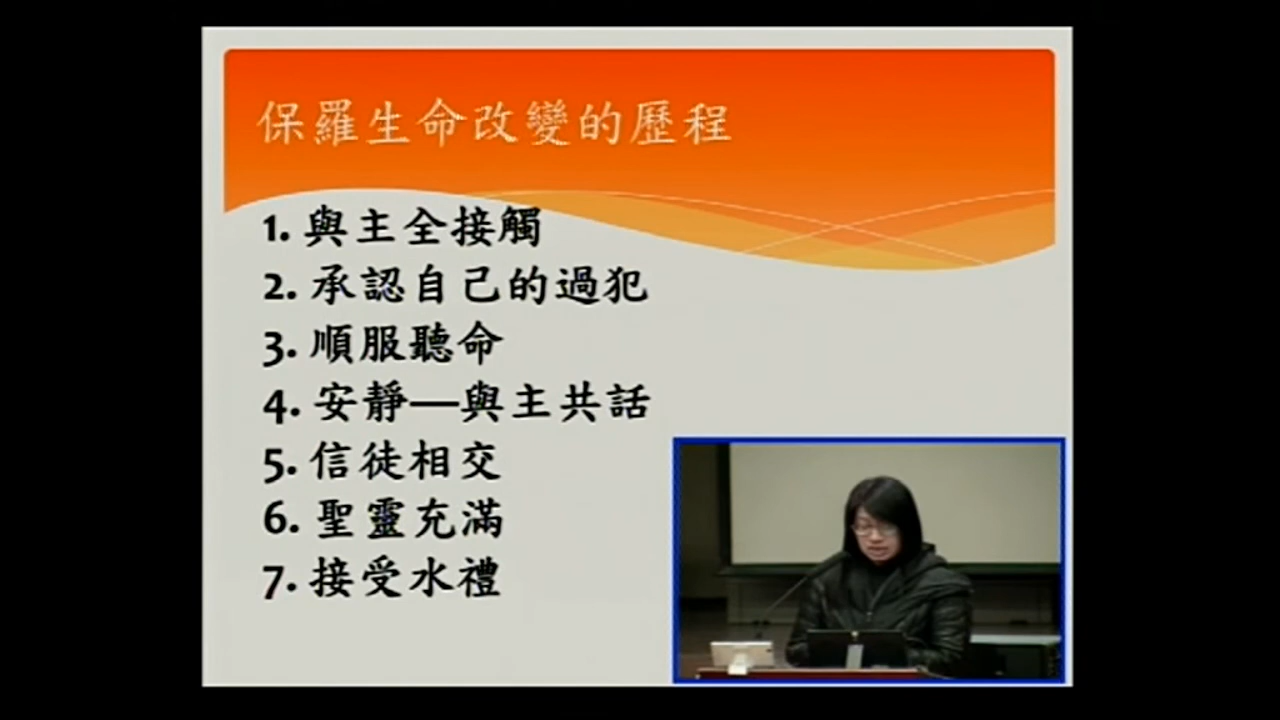 保羅生命改變的歷程
1. 與主全接觸
2. 承認自己的過犯
3. 順服聽命
4. 安靜—與主共話
5. 信徒相交
6. 聖靈充滿
7. 接受水禮